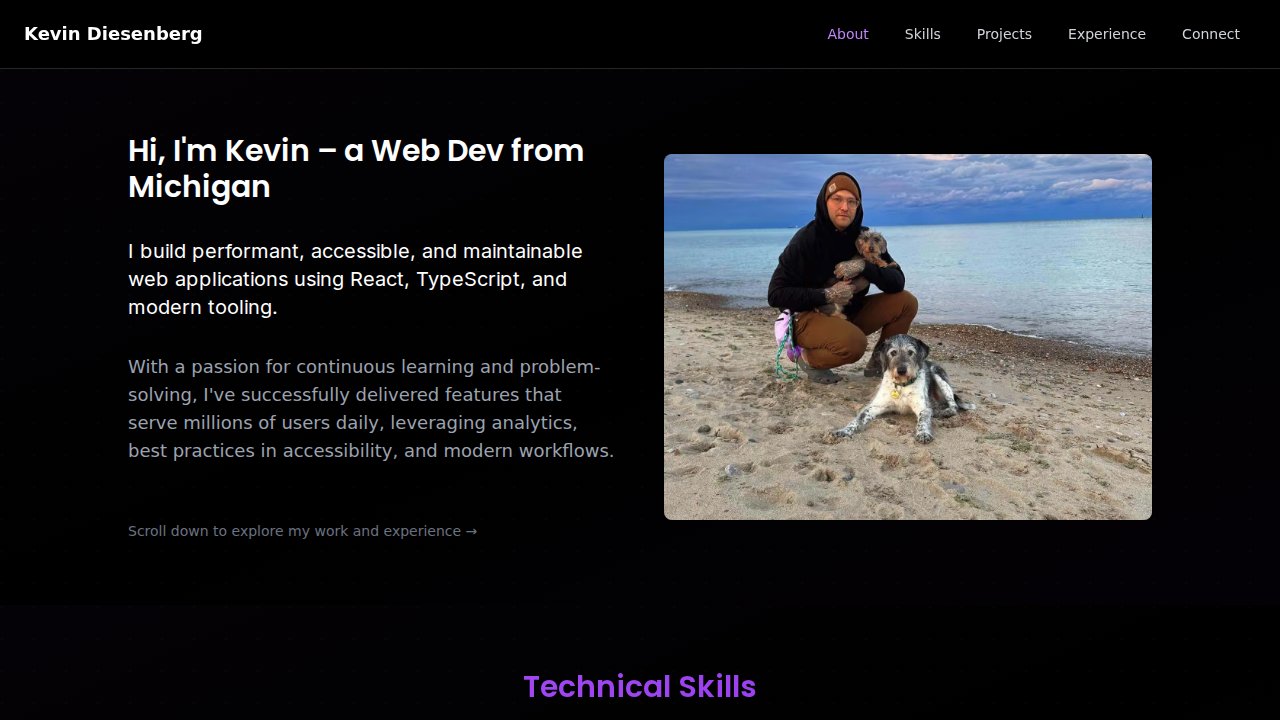 Kevin Diesenberg
About Skills Projects Experience Connect
Hi, I'm Kevin – a Web Dev from
Michigan
I build performant, accessible, and maintainable
web applications using React, TypeScript, and
modern tooling.
With a passion for continuous learning and problem-
solving, I've successfully delivered features that
serve millions of users daily, leveraging analytics,
best practices in accessibility, and modern workflows.
Scroll down to explore my work and experience →
Technical Skills